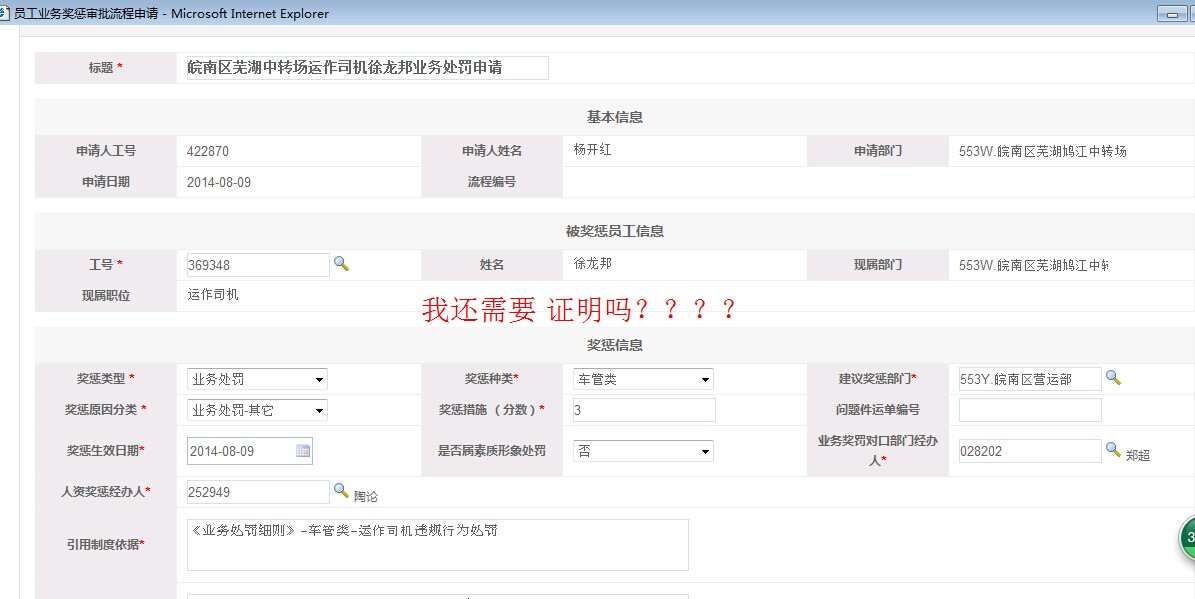 员工业务奖惩审批流程申请 - Microsoft Internet Explorer
标题 * 皖南区芜湖中转场运作司机徐龙邦业务处罚申请
基本信息
申请人工号 422870 申请人姓名 杨开红 申请部门 553W.皖南区芜湖鸠江中转场
申请日期 2014-08-09 流程编号
被奖惩员工信息
工号 * 369348 姓名 徐龙邦 现属部门 553W.皖南区芜湖鸠江中转
现属职位 运作司机
我还需要 证明吗？？？？
奖惩信息
奖惩类型 * 业务处罚 奖惩种类* 车管类 建议奖惩部门* 553Y.皖南区营运部
奖惩原因分类 * 业务处罚-其它 奖惩措施 （分数）* 3 问题件运单编号
奖惩生效日期* 2014-08-09 是否属素质形象处罚 否 业务奖罚对口部门经办人* 028202 郑超
人资奖惩经办人* 252949 陶论
引用制度依据* 《业务处罚细则》-车管类-运作司机违规行为处罚
3